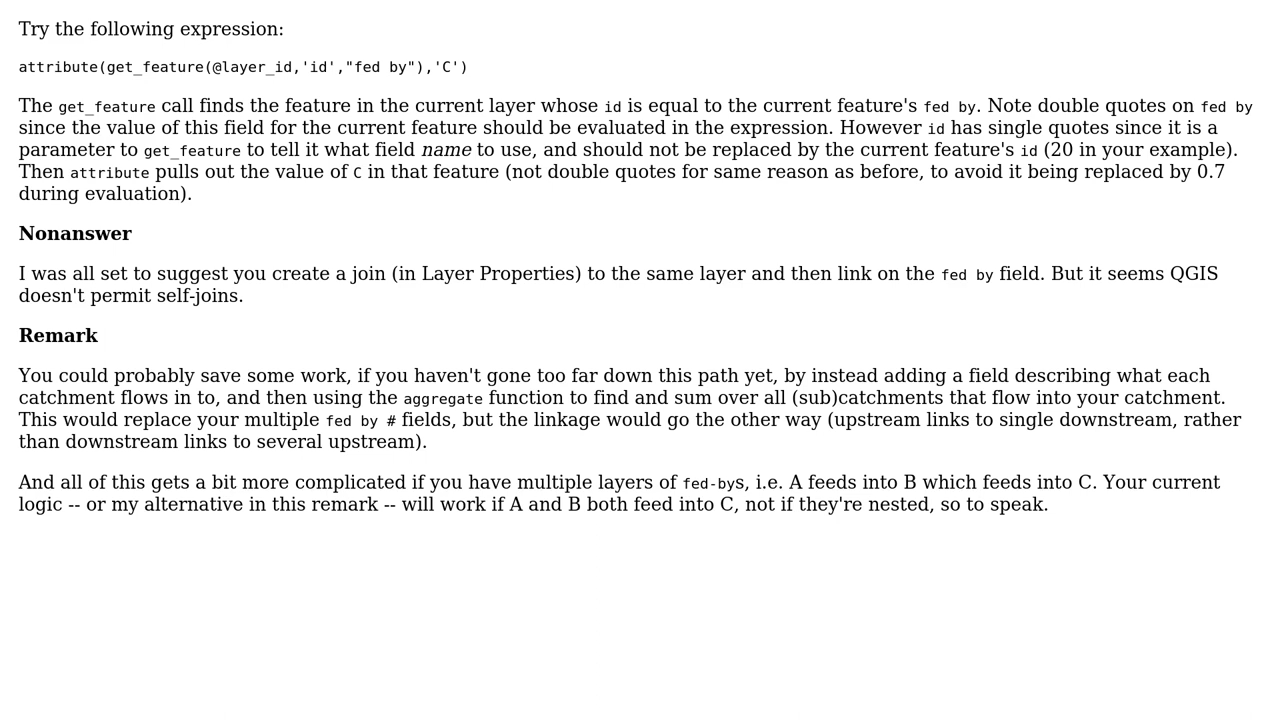 Try the following expression:
attribute(get_feature(@layer_id,'id',"fed by"),'C')
The get_feature call finds the feature in the current layer whose id is equal to the current feature's fed by. Note double quotes on fed by
since the value of this field for the current feature should be evaluated in the expression. However id has single quotes since it is a
parameter to get_feature to tell it what field name to use, and should not be replaced by the current feature's id (20 in your example).
Then attribute pulls out the value of C in that feature (not double quotes for same reason as before, to avoid it being replaced by 0.7
during evaluation).
Nonanswer
I was all set to suggest you create a join (in Layer Properties) to the same layer and then link on the fed by field. But it seems QGIS
doesn't permit self-joins.
Remark
You could probably save some work, if you haven't gone too far down this path yet, by instead adding a field describing what each
catchment flows in to, and then using the aggregate function to find and sum over all (sub)catchments that flow into your catchment.
This would replace your multiple fed by # fields, but the linkage would go the other way (upstream links to single downstream, rather
than downstream links to several upstream).
And all of this gets a bit more complicated if you have multiple layers of fed-bys, i.e. A feeds into B which feeds into C. Your current
logic -- or my alternative in this remark -- will work if A and B both feed into C, not if they're nested, so to speak.